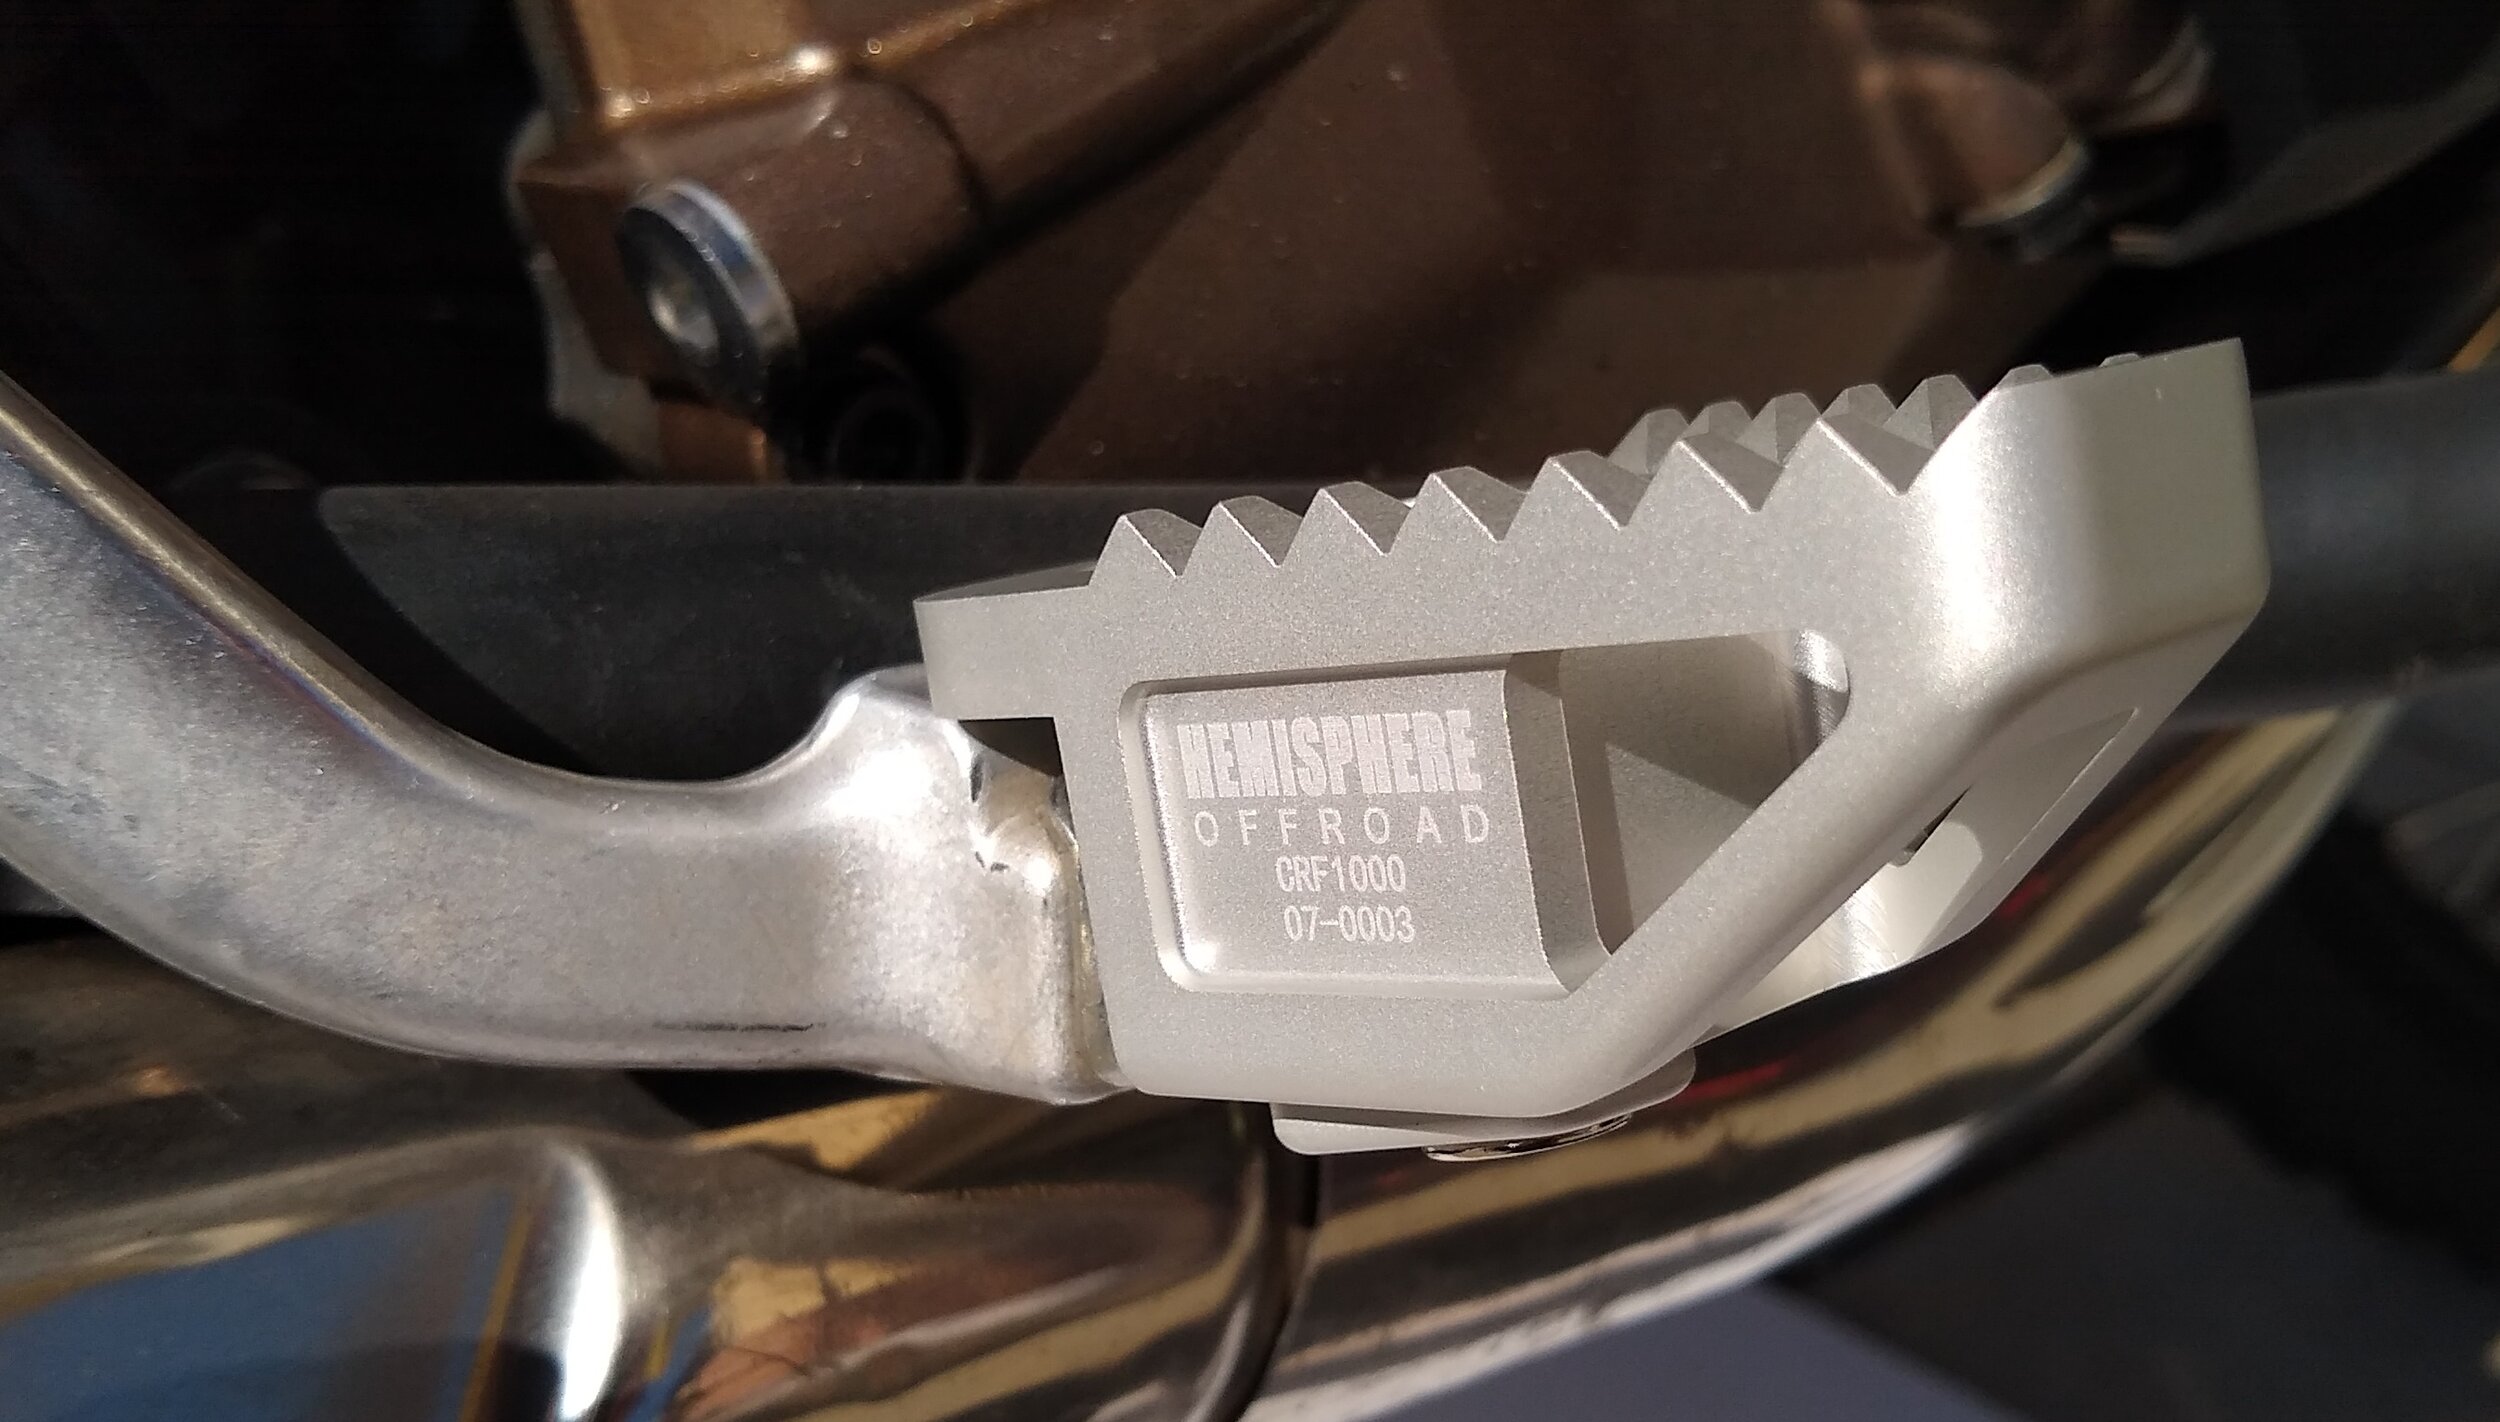 HEMISPHERE
OFFROAD
CRF1000
07-0003